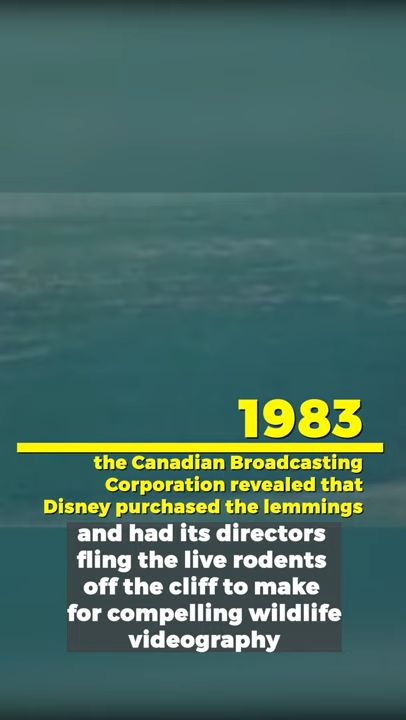 1983
the Canadian Broadcasting
Corporation revealed that
Disney purchased the lemmings
and had its directors
fling the live rodents
off the cliff to make
for compelling wildlife
videography